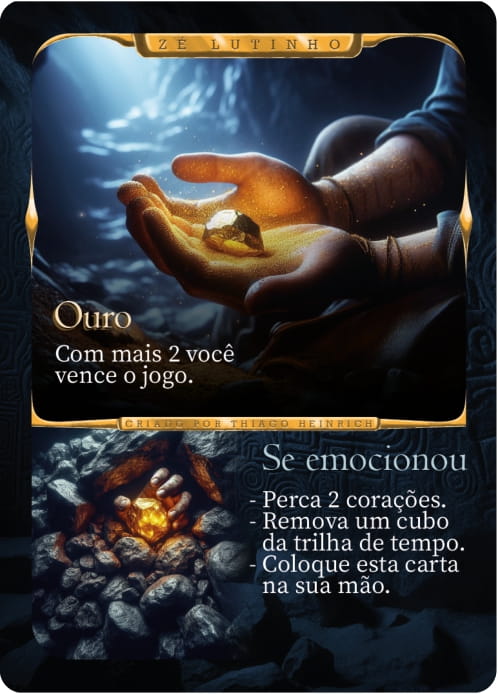 ZÉ LUTINHO
Ouro
Com mais 2 você
vence o jogo.
CRIADO POR THIAGO HEINRICH
Se emocionou
- Perca 2 corações.
- Remova um cubo
da trilha de tempo.
- Coloque esta carta
na sua mão.